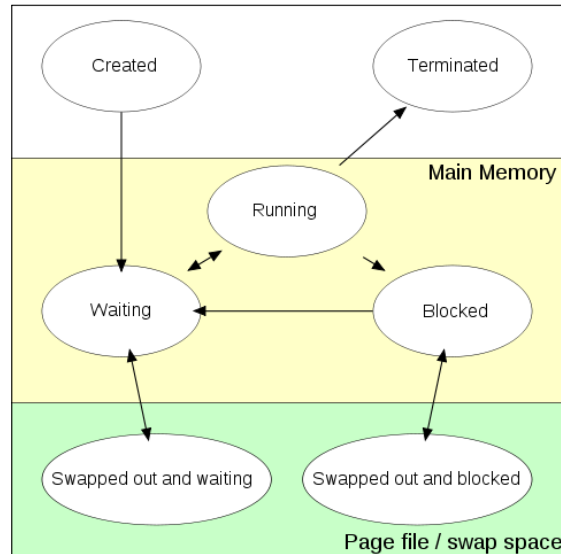 Created
Terminated
Main Memory
Running
Waiting
Blocked
Swapped out and waiting
Swapped out and blocked
Page file / swap space